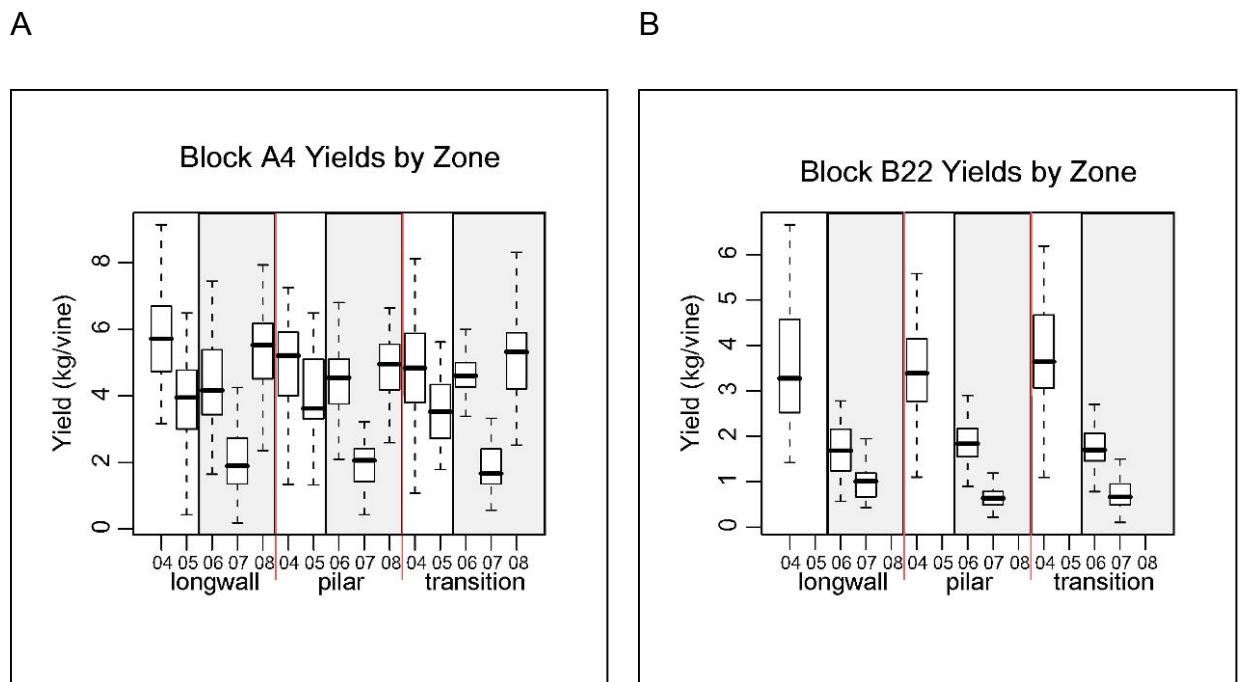 A
B
Block A4 Yields by Zone
Yield (kg/vine)
8
6
4
2
0
04 05 06 07 08 04 05 06 07 08 04 05 06 07 08
longwall pilar transition
Block B22 Yields by Zone
Yield (kg/vine)
6
5
4
3
2
1
0
04 05 06 07 08 04 05 06 07 08 04 05 06 07 08
longwall pilar transition